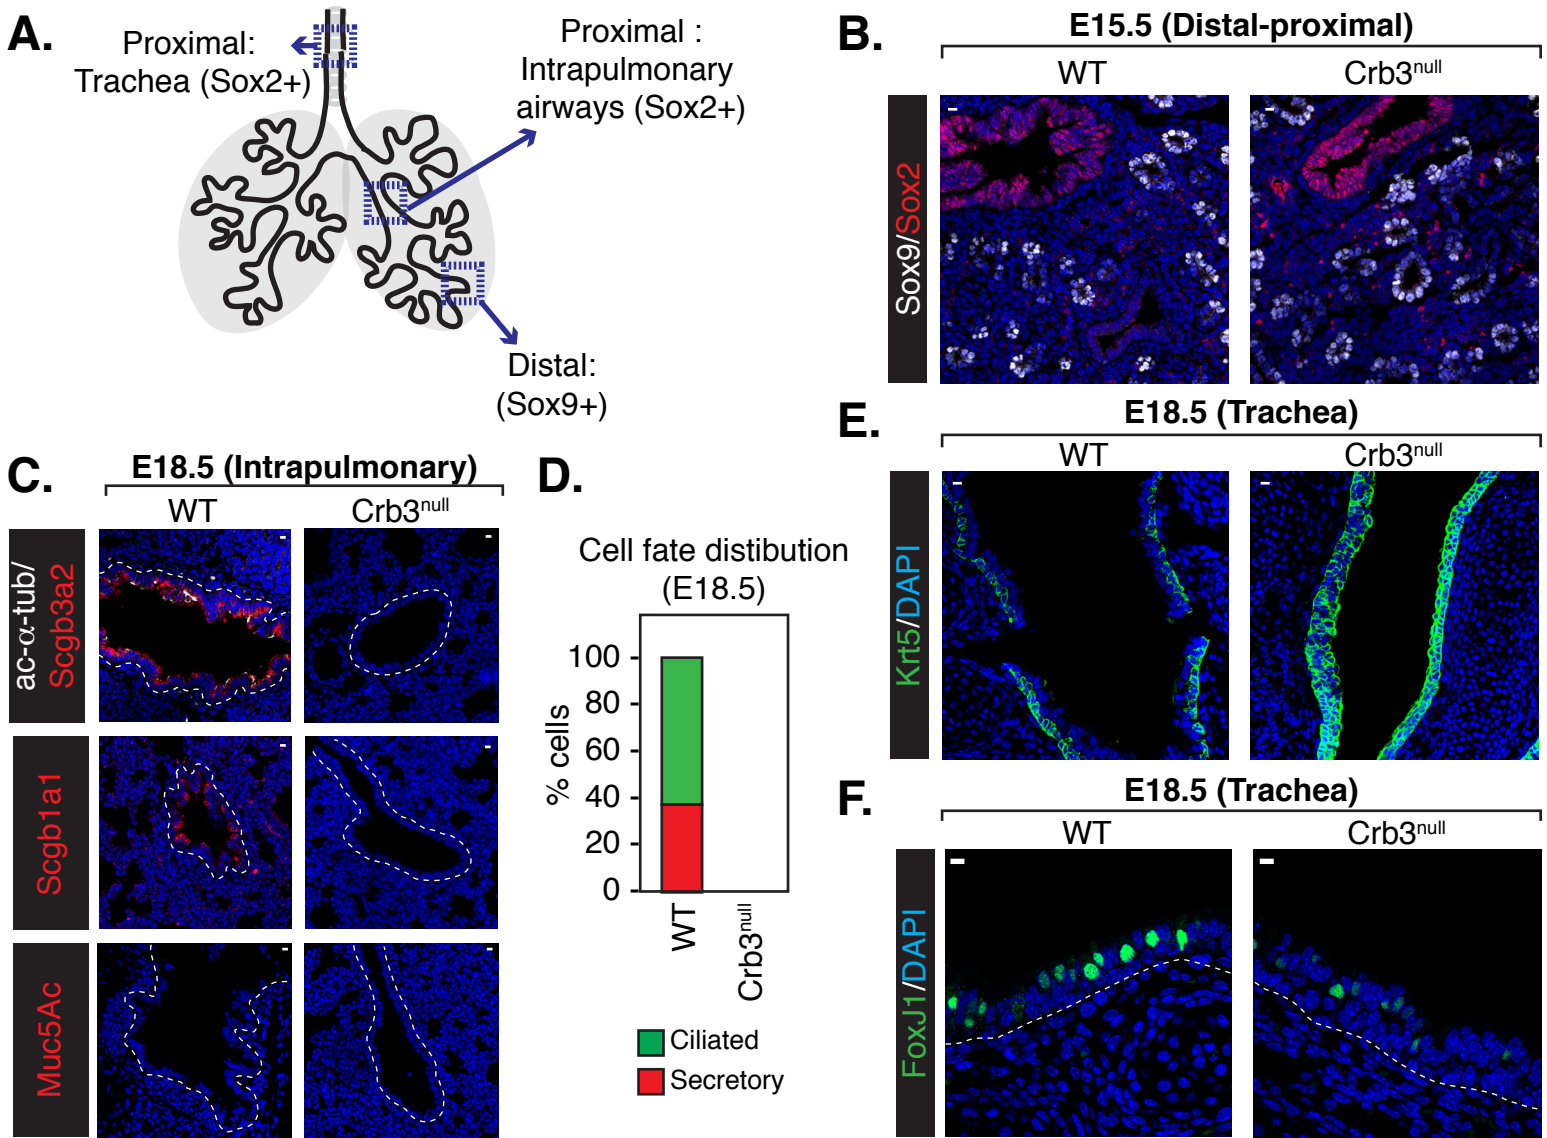 A.
Proximal:
Trachea (Sox2+)
Proximal :
Intrapulmonary
airways (Sox2+)
Distal:
(Sox9+)
B.
E15.5 (Distal-proximal)
WT
Crb3null
Sox9/Sox2
C.
E18.5 (Intrapulmonary)
WT
Crb3null
ac-α-tub/
Scgb3a2
Scgb1a1
Muc5Ac
D.
Cell fate distibution
(E18.5)
% cells
100
80
60
40
20
0
WT
Crb3null
Ciliated
Secretory
E.
E18.5 (Trachea)
WT
Crb3null
Krt5/DAPI
F.
E18.5 (Trachea)
WT
Crb3null
FoxJ1/DAPI